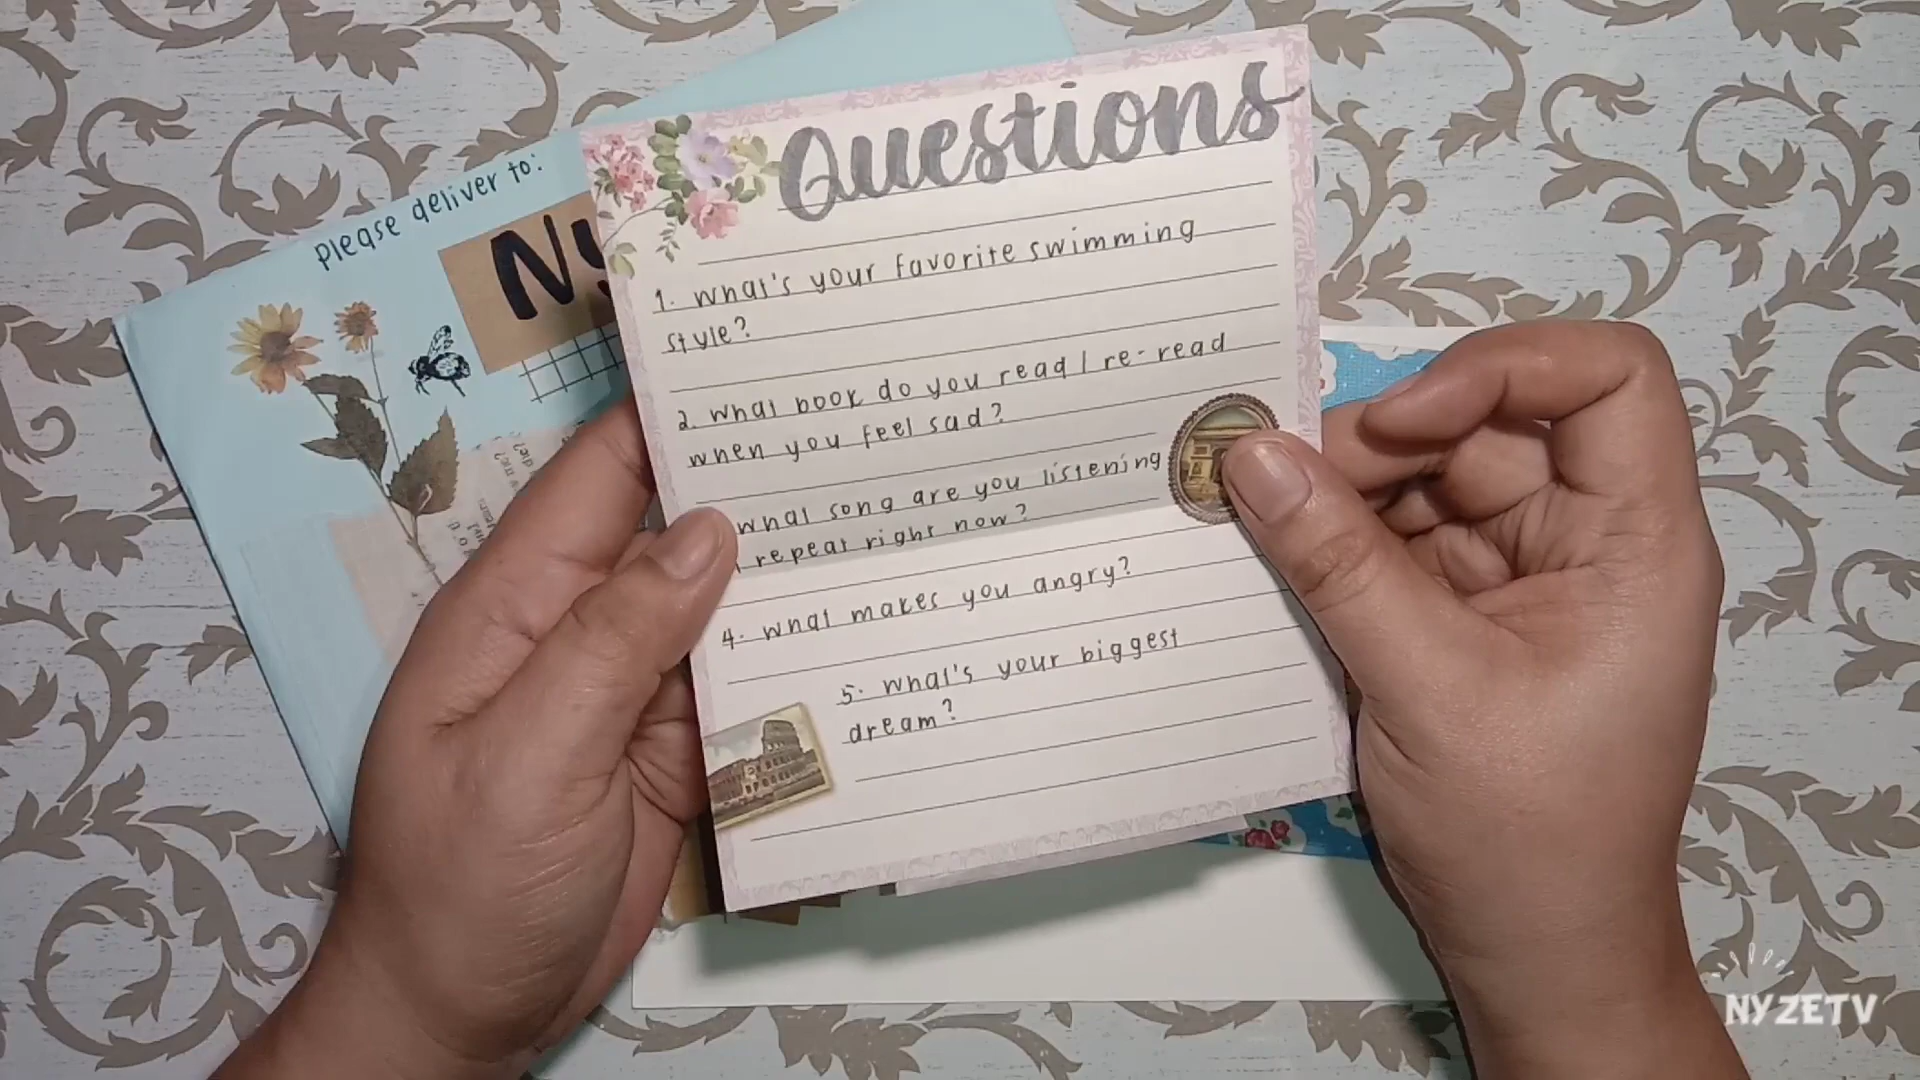 Please deliver to:
Ny
Questions
1. What's your favorite swimming
style?
2. What book do you read / re-read
when you feel sad?
what song are you listening
repeat right now?
4. What makes you angry?
5. What's your biggest
dream?
NYZETV